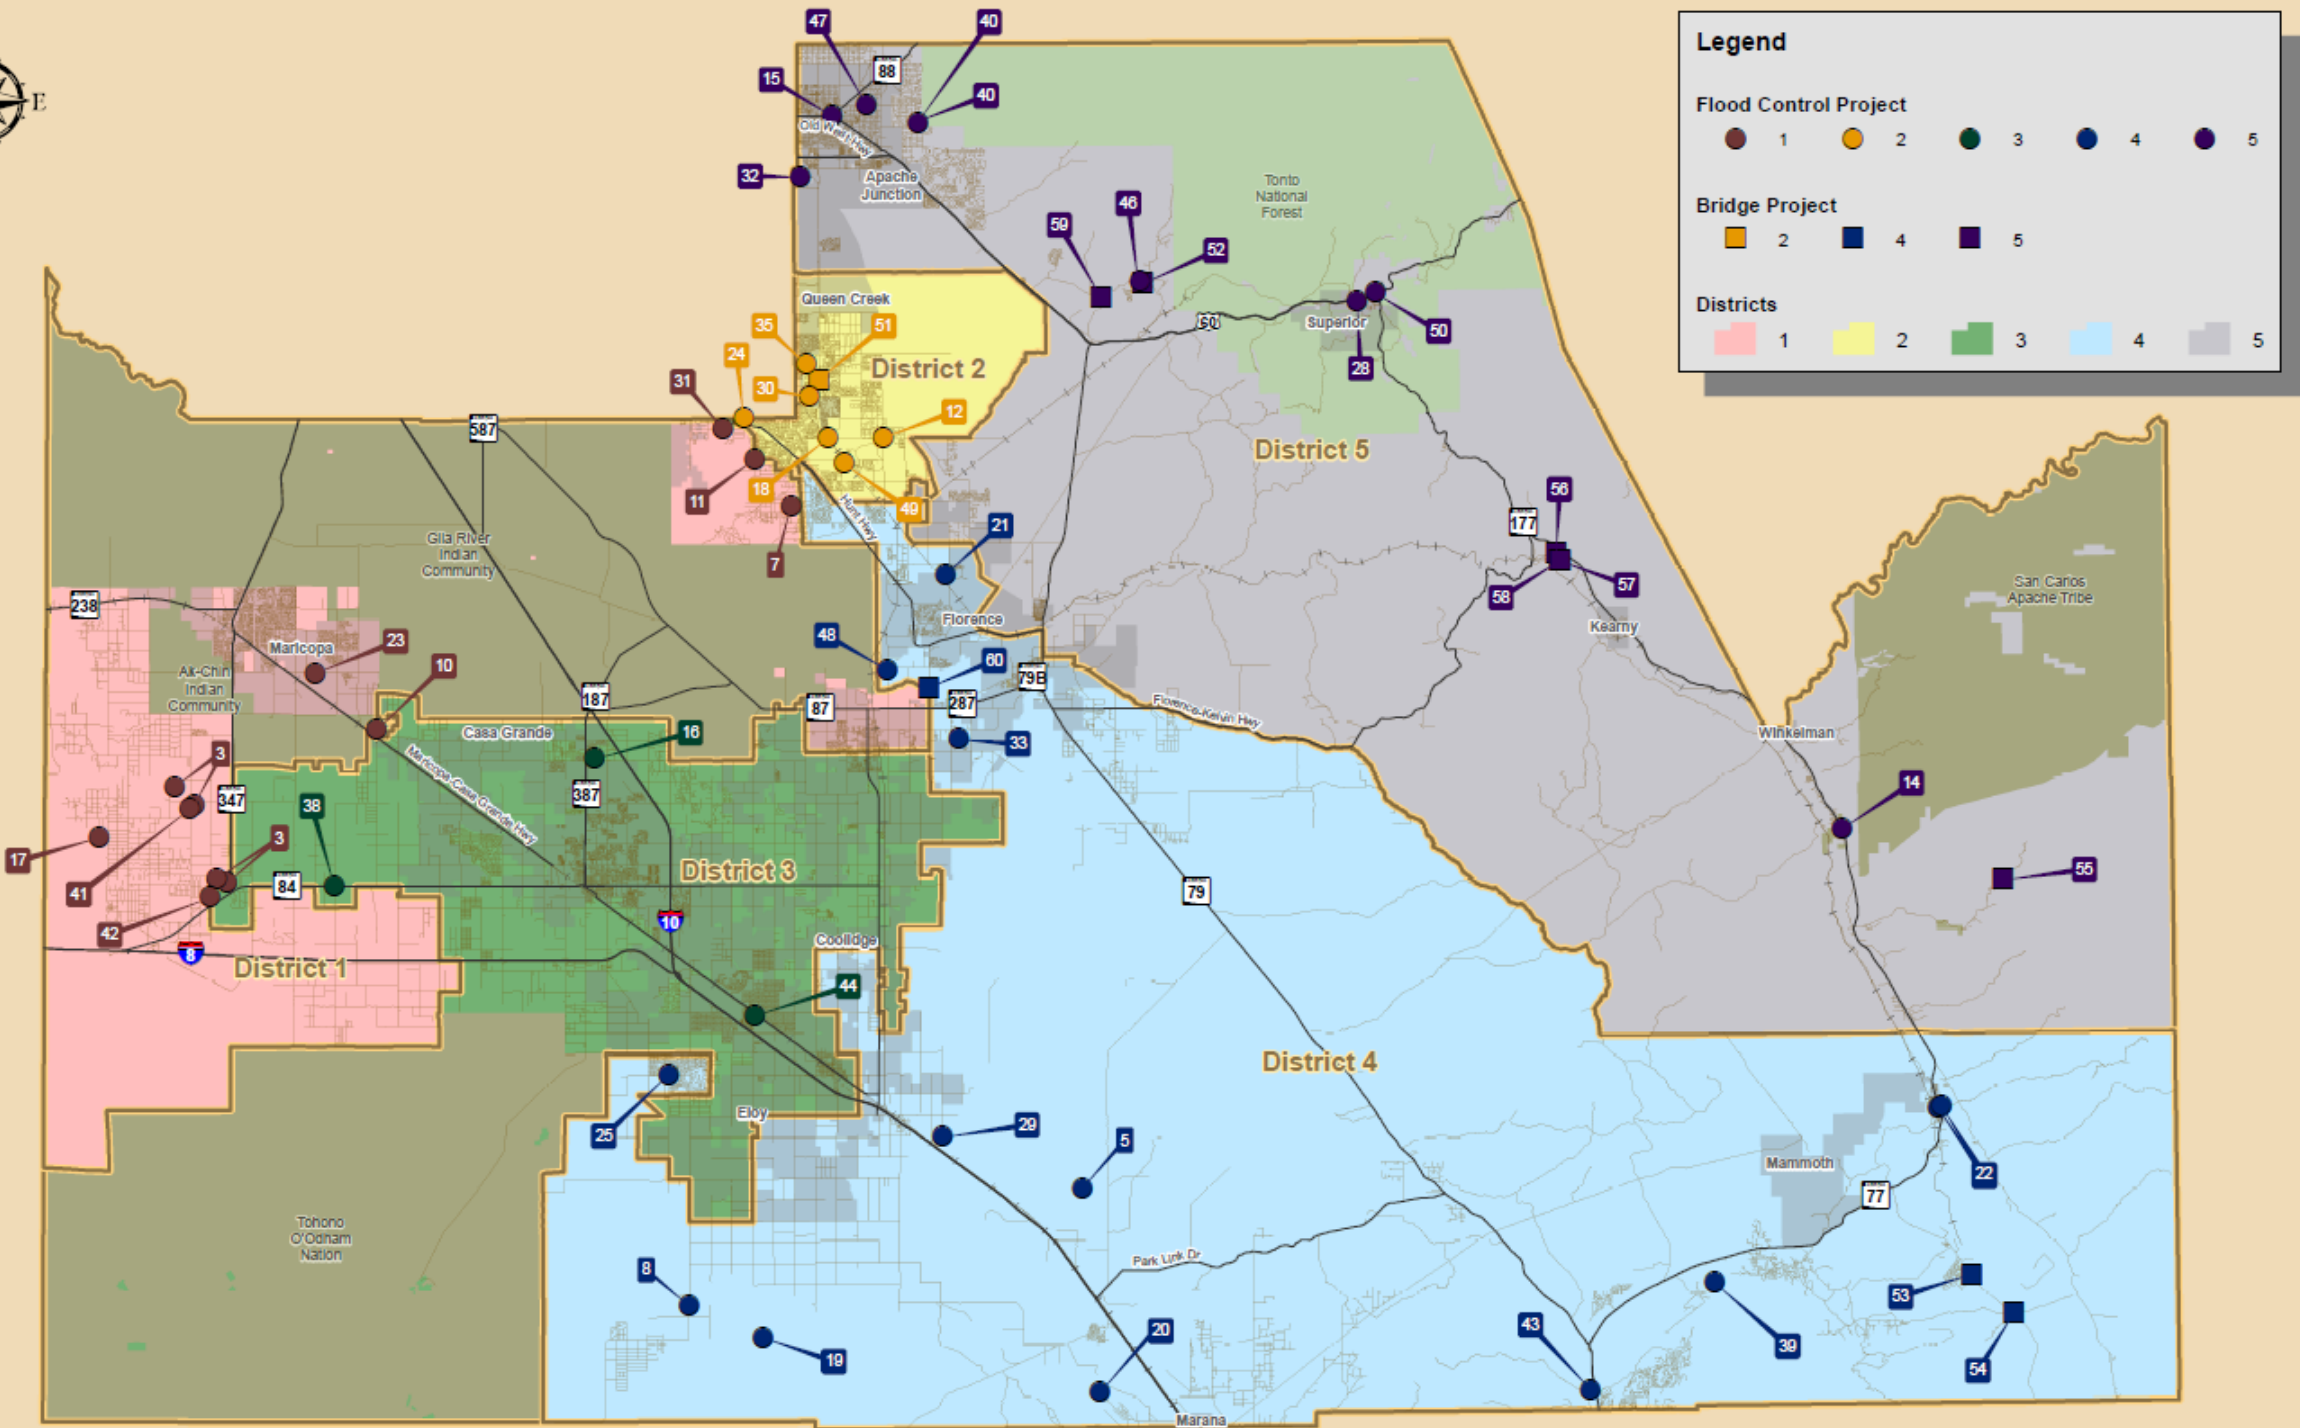 Legend
Flood Control Project
1 2 3 4 5
Bridge Project
2 4 5
Districts
1 2 3 4 5
E
47
40
88
15
40
Old West Hwy
32
Apache
Junction
Tonto
National
Forest
46
59
52
Queen Creek
60
Superior
50
28
35
51
24
District 2
31
30
12
587
District 5
11
18
49
Hunt Hwy
56
177
21
57
58
7
Gila River
Indian
Community
San Carlos
Apache Tribe
238
Florence
Kearny
Maricopa
23
48
10
60
Ak-Chin
Indian
Community
187
79B
87
287
Florence-Kelvin Hwy
Casa Grande
16
33
Winkelman
3
Maricopa-Casa Grande Hwy
347
387
38
14
17
3
41
84
District 3
79
55
42
10
Coolidge
8
District 1
44
District 4
Eloy
25
29
5
Mammoth
22
77
Tohono
O'Odham
Nation
Park Link Dr
8
53
19
20
43
39
54
Marana